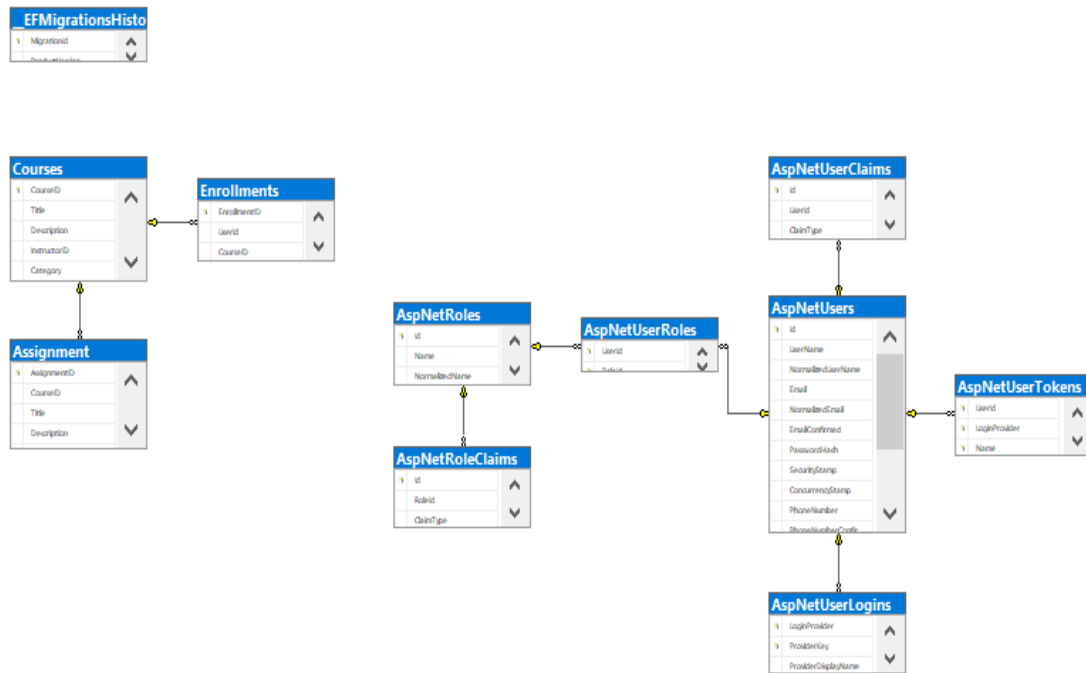 __EFMigrationsHisto
MigrationId
Courses
CourseID
Title
Description
InstructorID
Category
Enrollments
EnrollmentID
UserId
CourseID
Assignment
AssignmentID
CourseID
Title
Description
AspNetRoles
Id
Name
NormalizedName
AspNetRoleClaims
Id
RoleId
ClaimType
AspNetUserRoles
UserId
AspNetUserClaims
Id
UserId
ClaimType
AspNetUsers
Id
UserName
NormalizedUserName
Email
NormalizedEmail
EmailConfirmed
PasswordHash
SecurityStamp
ConcurrencyStamp
PhoneNumber
PhoneNumberConfir
AspNetUserTokens
UserId
LoginProvider
Name
AspNetUserLogins
LoginProvider
ProviderKey
ProviderDisplayName